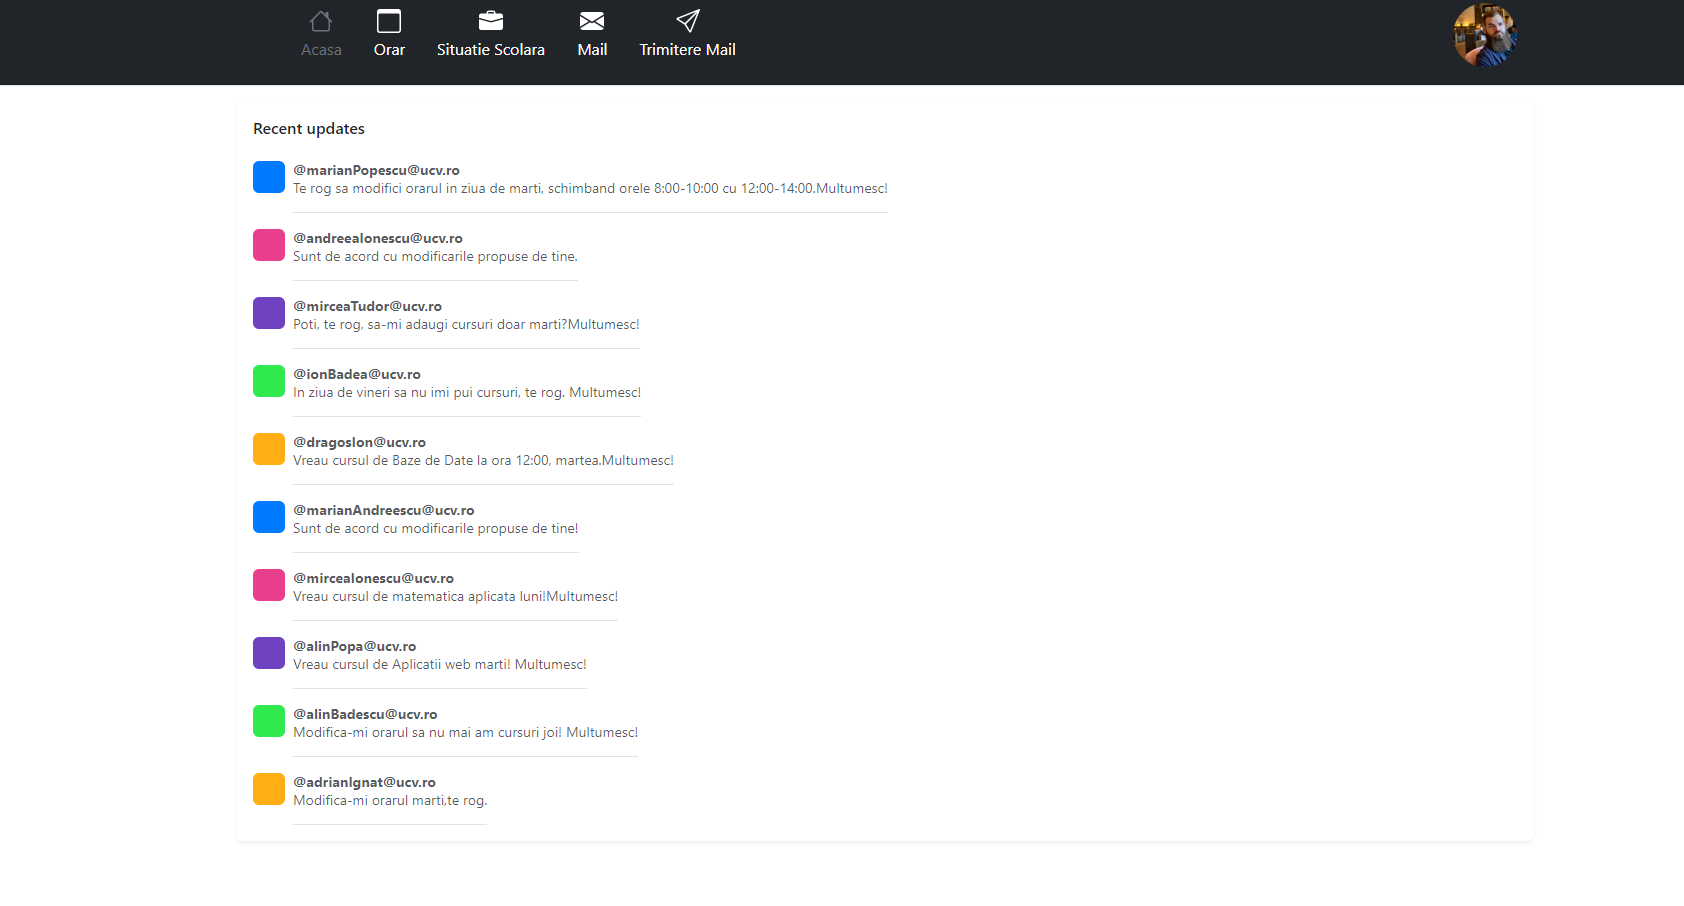 Acasa
Orar
Situatie Scolara
Mail
Trimitere Mail
Recent updates
@marianPopescu@ucv.ro
Te rog sa modifici orarul in ziua de marti, schimband orele 8:00-10:00 cu 12:00-14:00.Multumesc!
@andreeaIonescu@ucv.ro
Sunt de acord cu modificarile propuse de tine.
@mirceaTudor@ucv.ro
Poti, te rog, sa-mi adaugi cursuri doar marti?Multumesc!
@ionBadea@ucv.ro
In ziua de vineri sa nu imi pui cursuri, te rog. Multumesc!
@dragosIon@ucv.ro
Vreau cursul de Baze de Date la ora 12:00, martea.Multumesc!
@marianAndreescu@ucv.ro
Sunt de acord cu modificarile propuse de tine!
@mirceaIonescu@ucv.ro
Vreau cursul de matematica aplicata luni!Multumesc!
@alinPopa@ucv.ro
Vreau cursul de Aplicatii web marti! Multumesc!
@alinBadescu@ucv.ro
Modifica-mi orarul sa nu mai am cursuri joi! Multumesc!
@adrianIgnat@ucv.ro
Modifica-mi orarul marti,te rog.